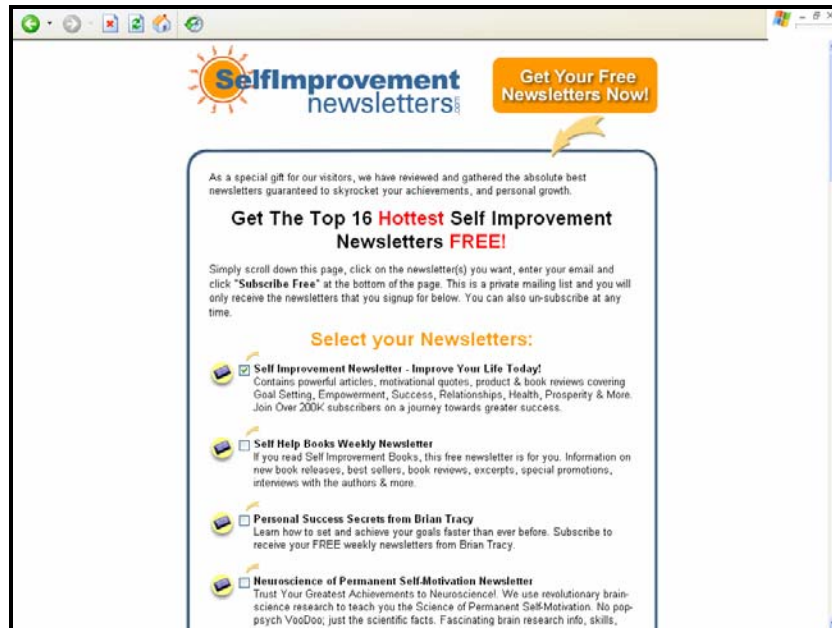 SelfImprovement
newsletters.com
Get Your Free
Newsletters Now!
As a special gift for our visitors, we have reviewed and gathered the absolute best
newsletters guaranteed to skyrocket your achievements, and personal growth.
Get The Top 16 Hottest Self Improvement
Newsletters FREE!
Simply scroll down this page, click on the newsletter(s) you want, enter your email and
click "Subscribe Free" at the bottom of the page. This is a private mailing list and you will
only receive the newsletters that you signup for below. You can also un-subscribe at any
time.
Select your Newsletters:
Self Improvement Newsletter - Improve Your Life Today!
Contains powerful articles, motivational quotes, product & book reviews covering
Goal Setting, Empowerment, Success, Relationships, Health, Prosperity & More.
Join Over 200K subscribers on a journey towards greater success.
Self Help Books Weekly Newsletter
If you read Self Improvement Books, this free newsletter is for you. Information on
new book releases, best sellers, book reviews, excerpts, special promotions,
interviews with the authors & more.
Personal Success Secrets from Brian Tracy
Learn how to set and achieve your goals faster than ever before. Subscribe to
receive your FREE weekly newsletters from Brian Tracy.
Neuroscience of Permanent Self-Motivation Newsletter
Trust Your Greatest Achievements to Neuroscience!. We use revolutionary brain-
science research to teach you the Science of Permanent Self-Motivation. No pop-
psych VooDoo; just the scientific facts. Fascinating brain research info, skills,